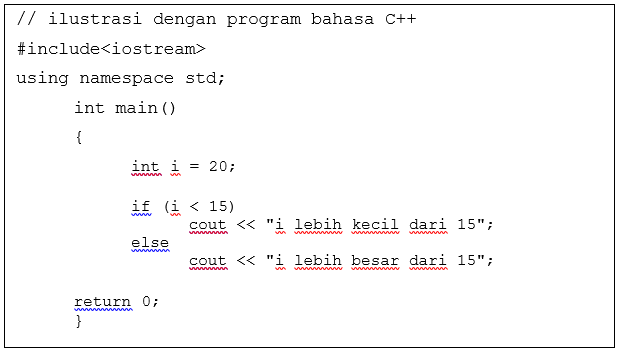 // ilustrasi dengan program bahasa C++
#include<iostream>
using namespace std;
int main()
{
int i = 20;
if (i < 15)
cout << "i lebih kecil dari 15";
else
cout << "i lebih besar dari 15";
return 0;
}